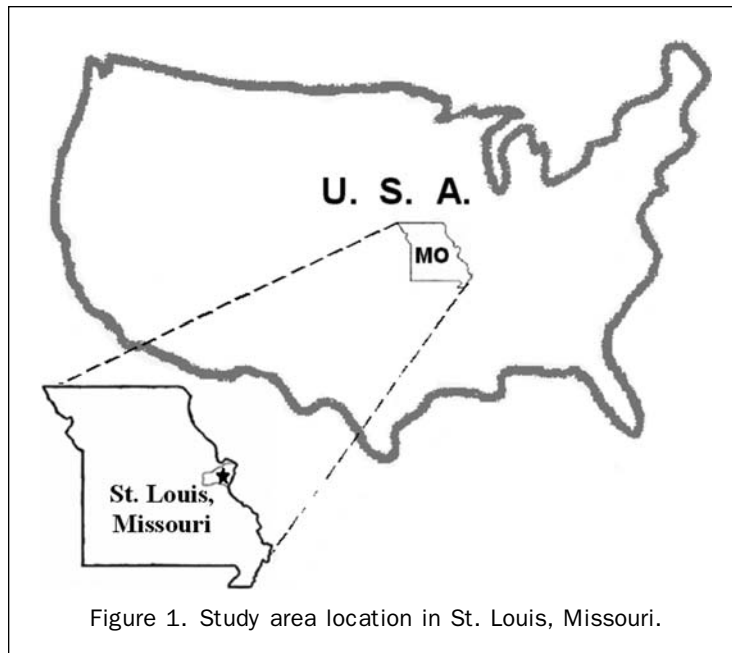 U. S. A.
MO
St. Louis,
Missouri
Figure 1. Study area location in St. Louis, Missouri.